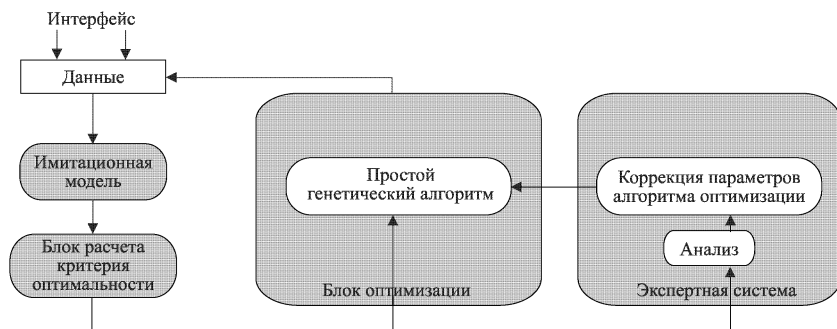 Интерфейс
Данные
Имитационная
модель
Блок расчета
критерия
оптимальности
Простой
генетический алгоритм
Блок оптимизации
Коррекция параметров
алгоритма оптимизации
Анализ
Экспертная система